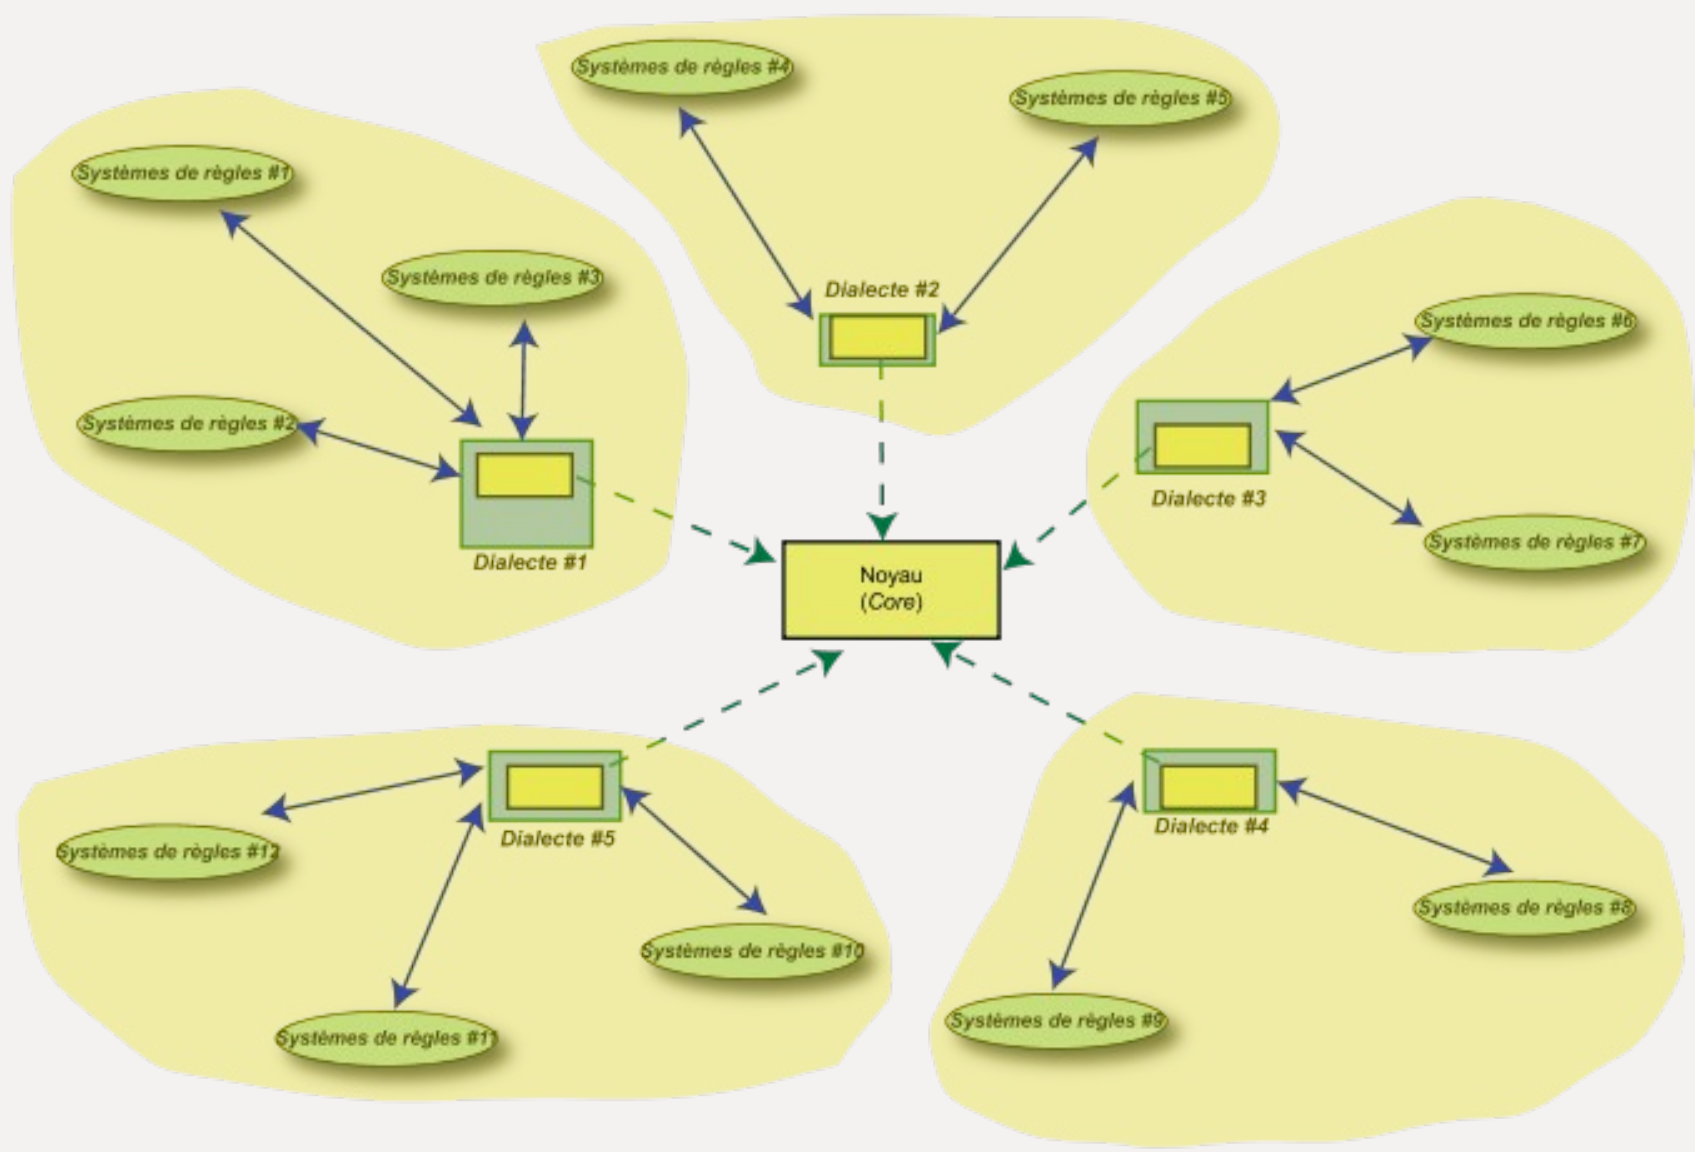 Systèmes de règles #4
Systèmes de règles #5
Systèmes de règles #1
Systèmes de règles #3
Dialecte #2
Systèmes de règles #6
Systèmes de règles #2
Dialecte #3
Systèmes de règles #7
Dialecte #1
Noyau
(Core)
Dialecte #5
Dialecte #4
Systèmes de règles #12
Systèmes de règles #8
Systèmes de règles #10
Systèmes de règles #11
Systèmes de règles #9